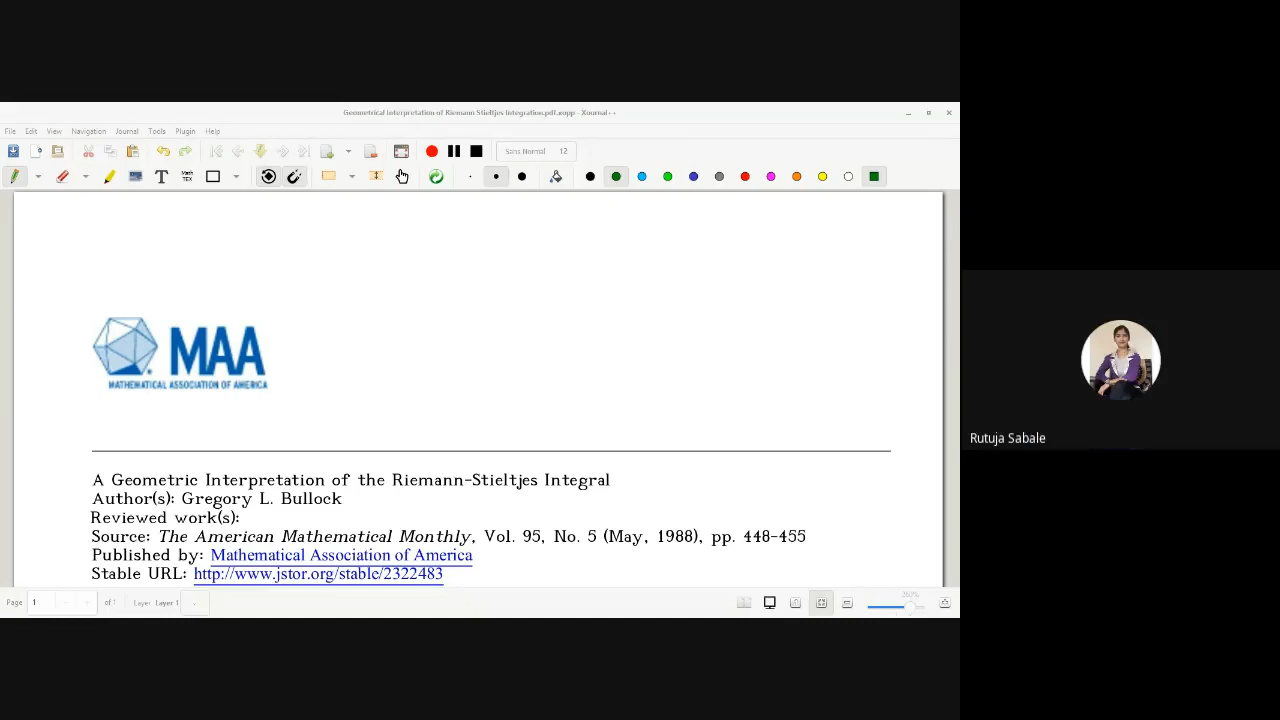 Geometrical Interpretation of Riemann Stieltjes Integration.pdf.xopp - Xournal++
File Edit View Navigation Journal Tools Plugin Help
Sans Normal 12
Math
TEX
MAA
MATHEMATICAL ASSOCIATION OF AMERICA
A Geometric Interpretation of the Riemann-Stieltjes Integral
Author(s): Gregory L. Bullock
Reviewed work(s):
Source: The American Mathematical Monthly, Vol. 95, No. 5 (May, 1988), pp. 448-455
Published by: Mathematical Association of America
Stable URL: http://www.jstor.org/stable/2322483
Page 1 of 1 Layer Layer 1
Rutuja Sabale